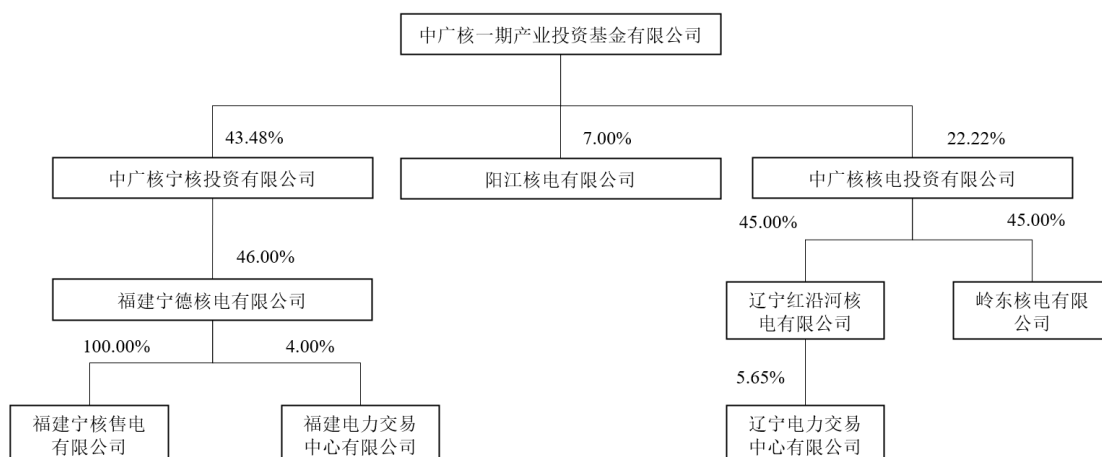 中广核一期产业投资基金有限公司
43.48%
7.00%
22.22%
中广核宁核投资有限公司
阳江核电有限公司
中广核核电投资有限公司
46.00%
45.00%
45.00%
福建宁德核电有限公司
辽宁红沿河核
电有限公司
岭东核电有限
公司
100.00%
4.00%
5.65%
福建宁核售电
有限公司
福建电力交易
中心有限公司
辽宁电力交易
中心有限公司